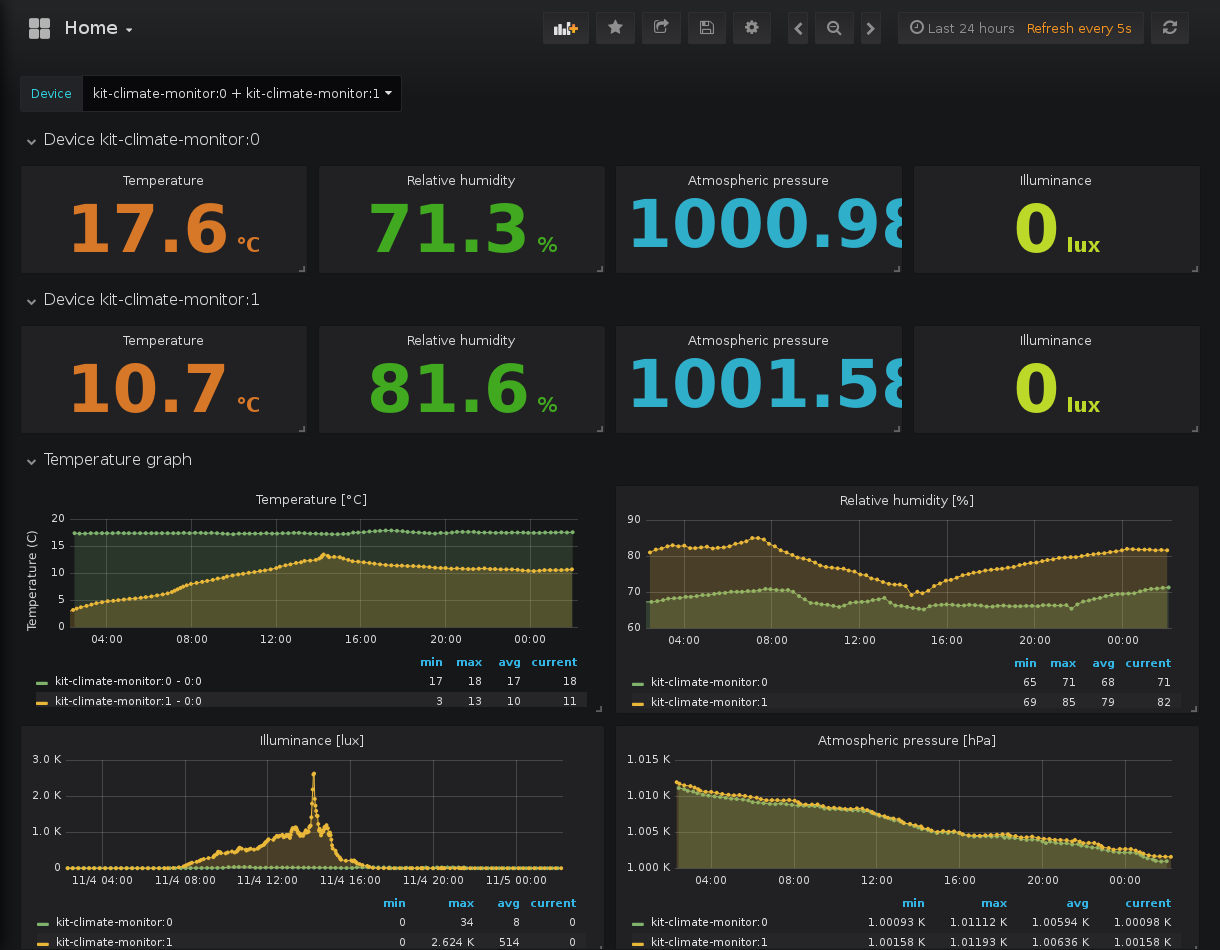 Home
Last 24 hours Refresh every 5s
Device kit-climate-monitor:0 + kit-climate-monitor:1
Device kit-climate-monitor:0
Temperature Relative humidity Atmospheric pressure Illuminance
17.6 °C 71.3 % 1000.98 0 lux
Device kit-climate-monitor:1
Temperature Relative humidity Atmospheric pressure Illuminance
10.7 °C 81.6 % 1001.58 0 lux
Temperature graph
Temperature [°C]
Temperature (C)
20
15
10
5
0
04:00 08:00 12:00 16:00 20:00 00:00
min max avg current
kit-climate-monitor:0 - 0:0 17 18 17 18
kit-climate-monitor:1 - 0:0 3 13 10 11
Relative humidity [%]
90
80
70
60
04:00 08:00 12:00 16:00 20:00 00:00
min max avg current
kit-climate-monitor:0 65 71 68 71
kit-climate-monitor:1 69 85 79 82
Illuminance [lux]
3.0 K
2.0 K
1.0 K
0
11/4 04:00 11/4 08:00 11/4 12:00 11/4 16:00 11/4 20:00 11/5 00:00
min max avg current
kit-climate-monitor:0 0 34 8 0
kit-climate-monitor:1 0 2.624 K 514 0
Atmospheric pressure [hPa]
1.015 K
1.010 K
1.005 K
1.000 K
04:00 08:00 12:00 16:00 20:00 00:00
min max avg current
kit-climate-monitor:0 1.00093 K 1.01112 K 1.00594 K 1.00098 K
kit-climate-monitor:1 1.00158 K 1.01193 K 1.00636 K 1.00158 K